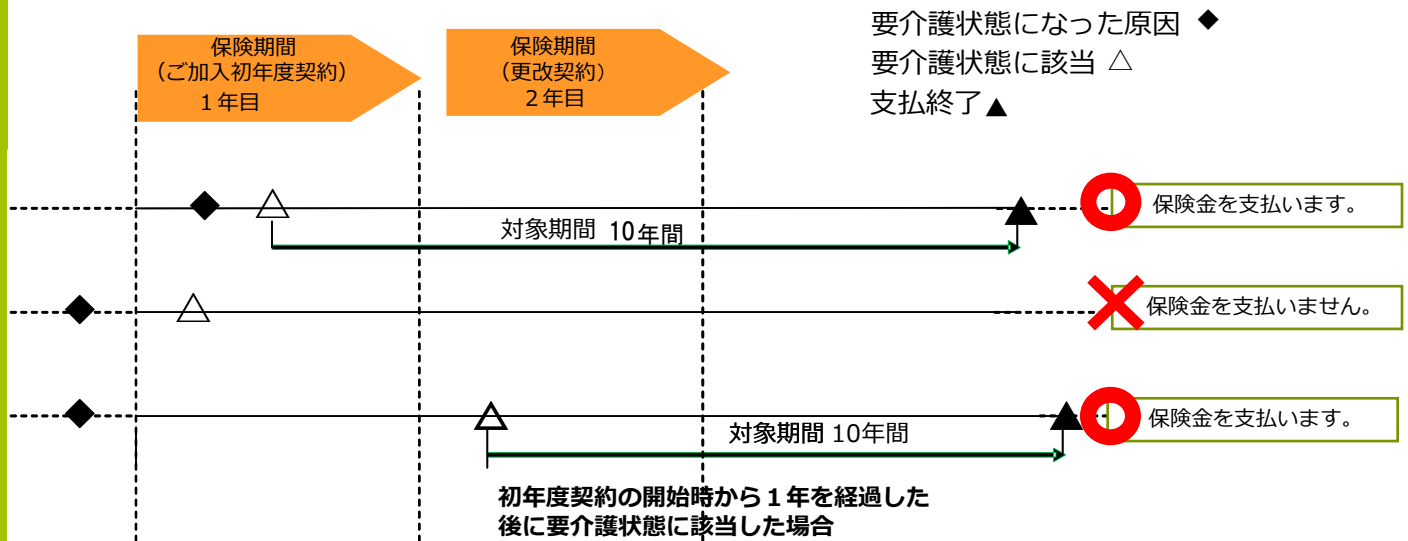 要介護状態になった原因 ◆
要介護状態に該当 △
支払終了▲
保険期間
（ご加入初年度契約）
１年目
保険期間
（更改契約）
２年目
対象期間 10年間
保険金を支払います。
保険金を支払いません。
対象期間 10年間
保険金を支払います。
初年度契約の開始時から１年を経過した
後に要介護状態に該当した場合